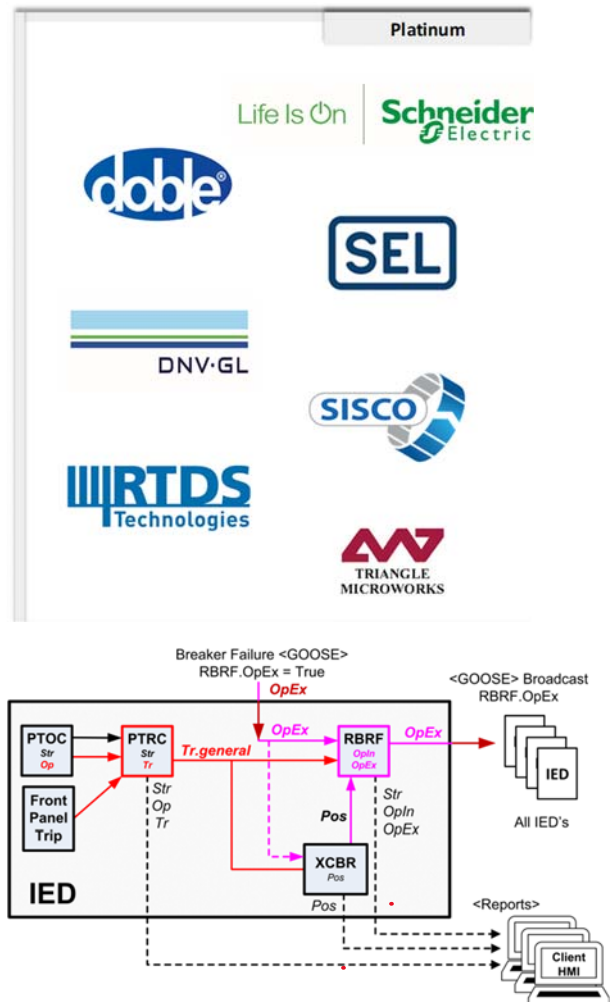 Platinum
Life Is On
Schneider
Electric
doble®
SEL
DNV·GL
SISCO
RTDS
Technologies
TRIANGLE
MICROWORKS
Breaker Failure <GOOSE>
RBRF.OpEx = True
OpEx
<GOOSE> Broadcast
RBRF.OpEx
PTOC
Str
Op
PTRC
Str
Tr
Tr.general
OpEx
RBRF
OpIn
OpEx
OpEx
IED
All IED's
Front
Panel
Trip
Str
Op
Tr
Pos
Str
OpIn
OpEx
XCBR
Pos
IED
Pos
<Reports>
Client
HMI